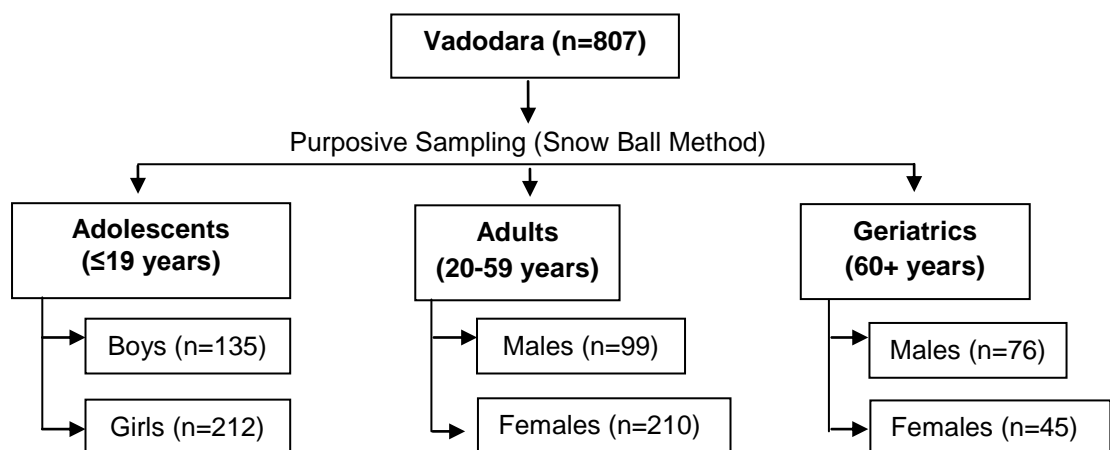 Vadodara (n=807)
Purposive Sampling (Snow Ball Method)
Adolescents
(≤19 years)
Boys (n=135)
Girls (n=212)
Adults
(20-59 years)
Males (n=99)
Females (n=210)
Geriatrics
(60+ years)
Males (n=76)
Females (n=45)